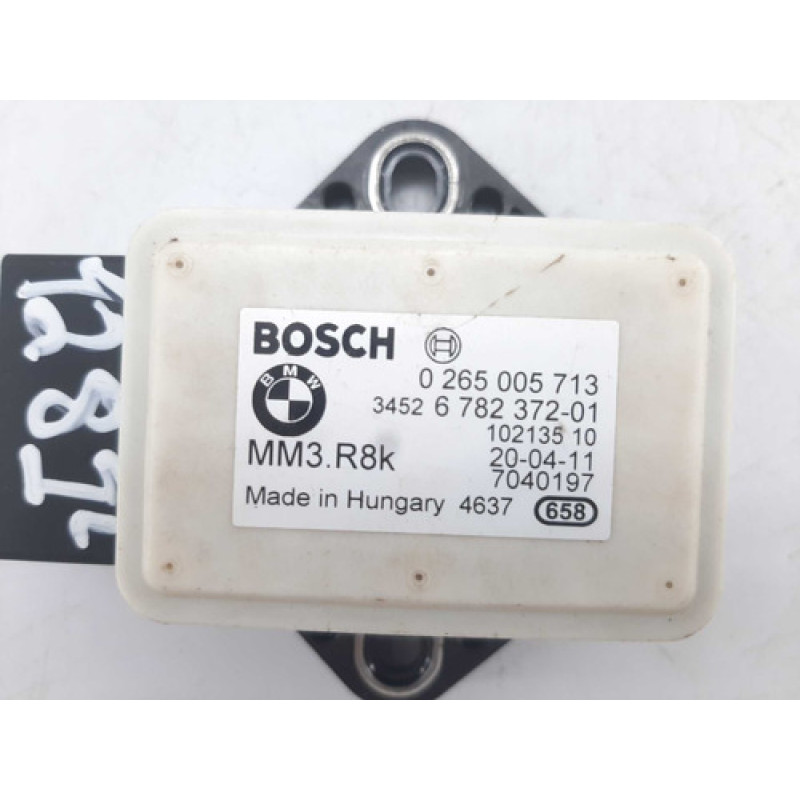 BOSCH
BMW
0 265 005 713
3452 6 782 372-01
102135 10
MM3.R8k
20-04-11
7040197
Made in Hungary 4637 658